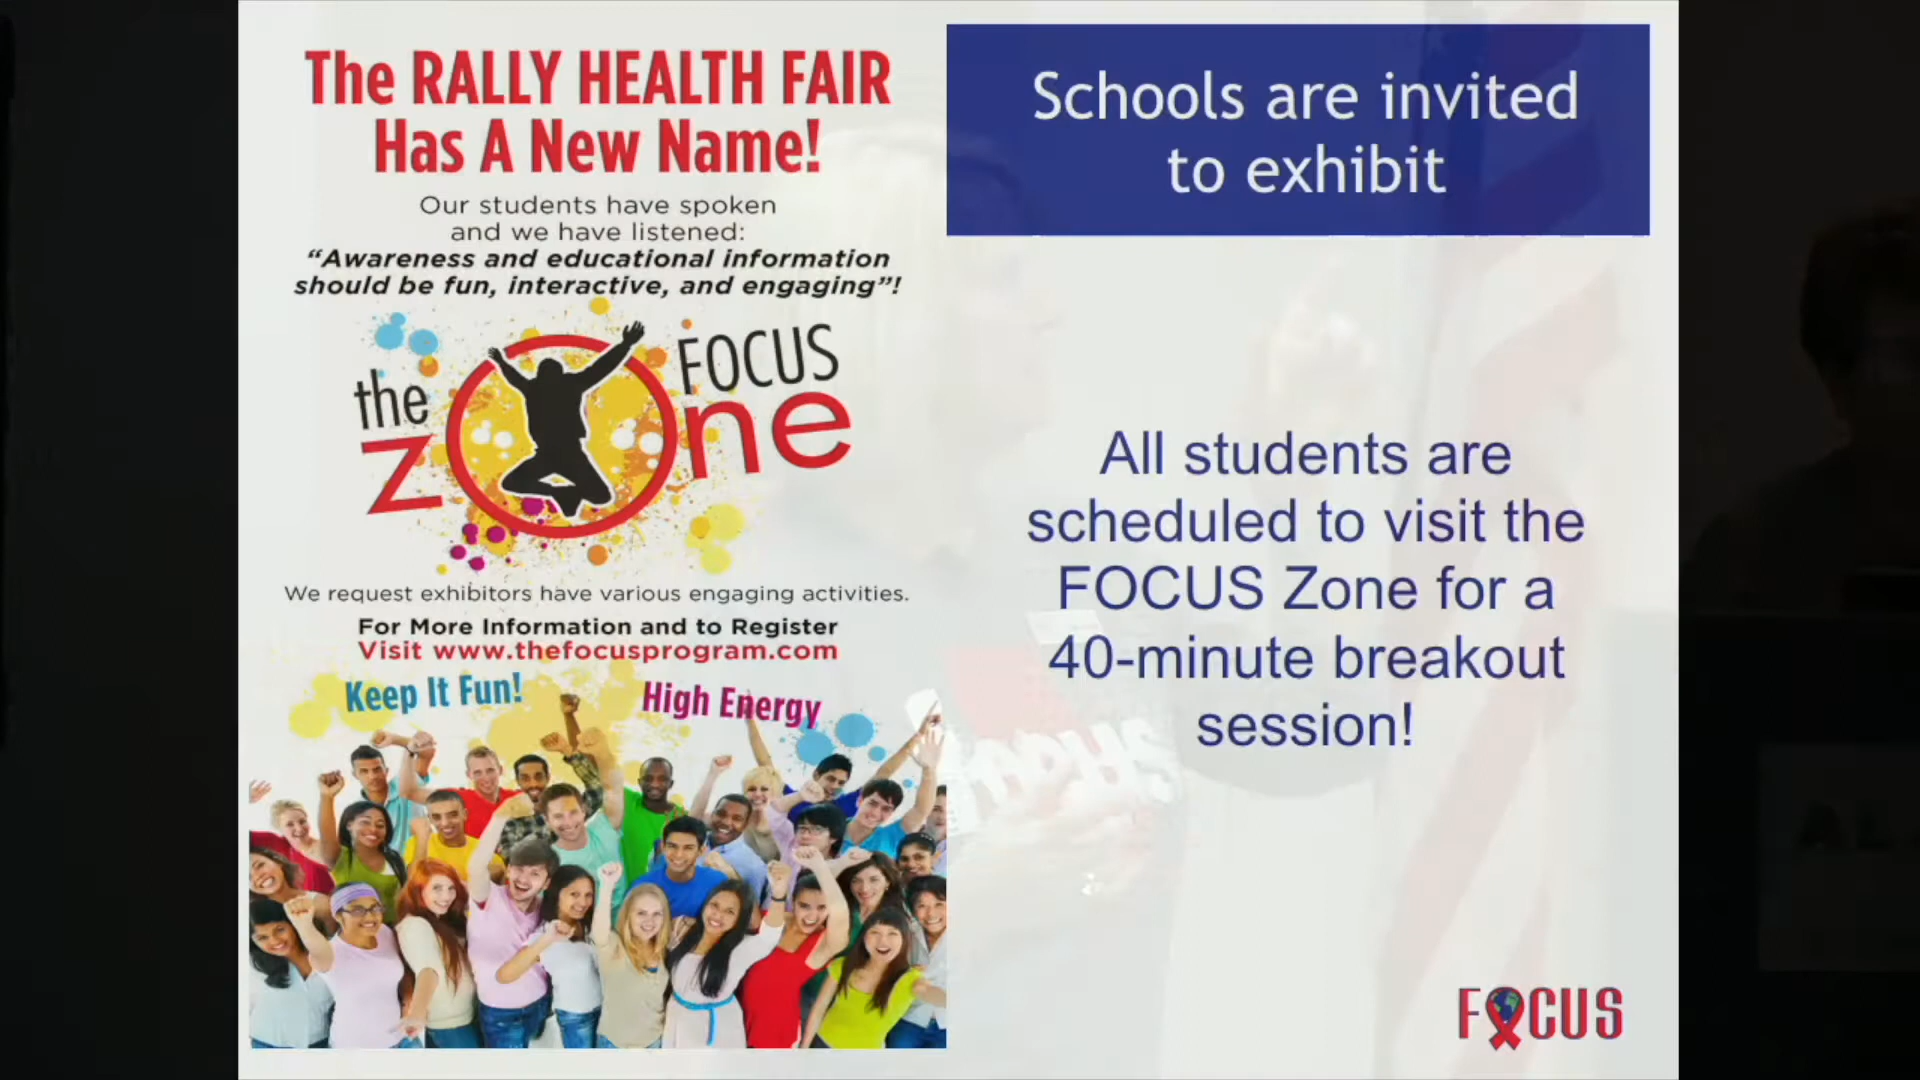 The RALLY HEALTH FAIR
Has A New Name!
Our students have spoken
and we have listened:
“Awareness and educational information
should be fun, interactive, and engaging”!
the FOCUS
zOne
We request exhibitors have various engaging activities.
For More Information and to Register
Visit www.thefocusprogram.com
Keep It Fun!
High Energy
Schools are invited
to exhibit
All students are
scheduled to visit the
FOCUS Zone for a
40-minute breakout
session!
FOCUS